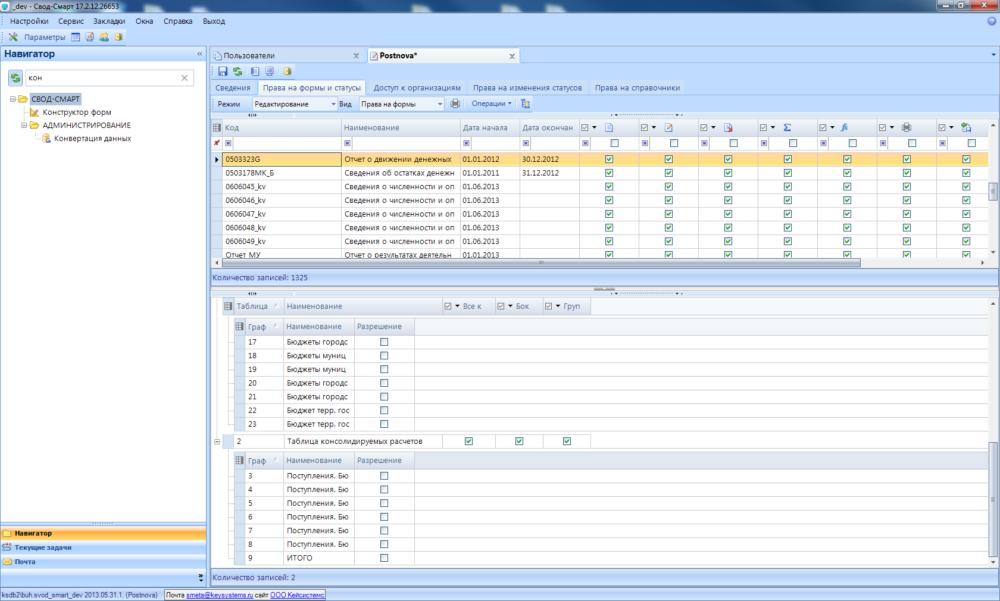 _dev - Свод-Смарт 17.2.12.26653
Настройки Сервис Закладки Окна Справка Выход
Параметры
Навигатор
кон
СВОД-СМАРТ
Конструктор форм
АДМИНИСТРИРОВАНИЕ
Конвертация данных
Навигатор
Текущие задачи
Почта
Пользователи Postnova*
Сведения Права на формы и статусы Доступ к организациям Права на изменения статусов Права на справочники
Режим Редактирование Вид Права на формы Операции
Код Наименование Дата начала Дата окончан
0503323G Отчет о движении денежных 01.01.2012 30.12.2012
0503178МК_Б Сведения об остатках денежн 01.01.2011 31.12.2012
0606045_kv Сведения о численности и оп 01.06.2013
0606046_kv Сведения о численности и оп 01.06.2013
0606047_kv Сведения о численности и оп 01.06.2013
0606048_kv Сведения о численности и оп 01.06.2013
0606049_kv Сведения о численности и оп 01.06.2013
Отчет МУ Отчет о результатах деятельн 01.01.2013
Количество записей: 1325
Таблица Наименование Все к Бок Груп
Граф Наименование Разрешение
17 Бюджеты городс
18 Бюджеты муниц
19 Бюджеты муниц
20 Бюджеты городс
21 Бюджеты городс
22 Бюджет терр. гос
23 Бюджет терр. гос
2 Таблица консолидируемых расчетов
Граф Наименование Разрешение
3 Поступления. Бю
4 Поступления. Бю
5 Поступления. Бю
6 Поступления. Бю
7 Поступления. Бю
8 Поступления. Бю
9 ИТОГО
Количество записей: 2
ksdb2\buh.svod_smart_dev 2013.05.31.1. (Postnova) Почта smeta@keysystems.ru сайт ООО Кейсистемс